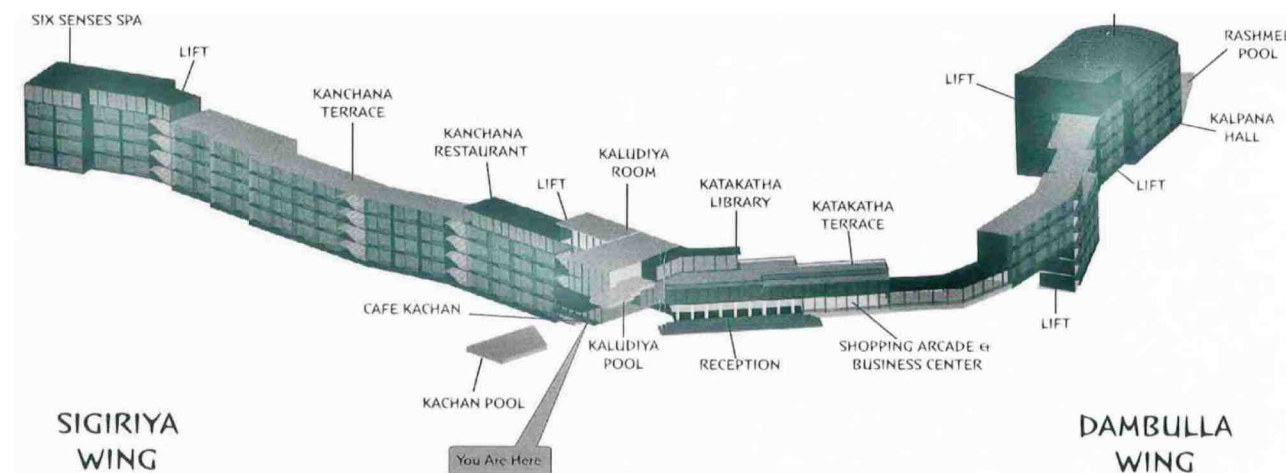 SIX SENSES SPA
LIFT
KANCHANA
TERRACE
KANCHANA
RESTAURANT
LIFT
KALUDIYA
ROOM
KATAKATHA
LIBRARY
KATAKATHA
TERRACE
LIFT
RASHMEE
POOL
KALPANA
HALL
LIFT
LIFT
CAFE KACHAN
KACHAN POOL
KALUDIYA
POOL
RECEPTION
SHOPPING ARCADE &
BUSINESS CENTER
SIGIRIYA
WING
You Are Here
DAMBULLA
WING